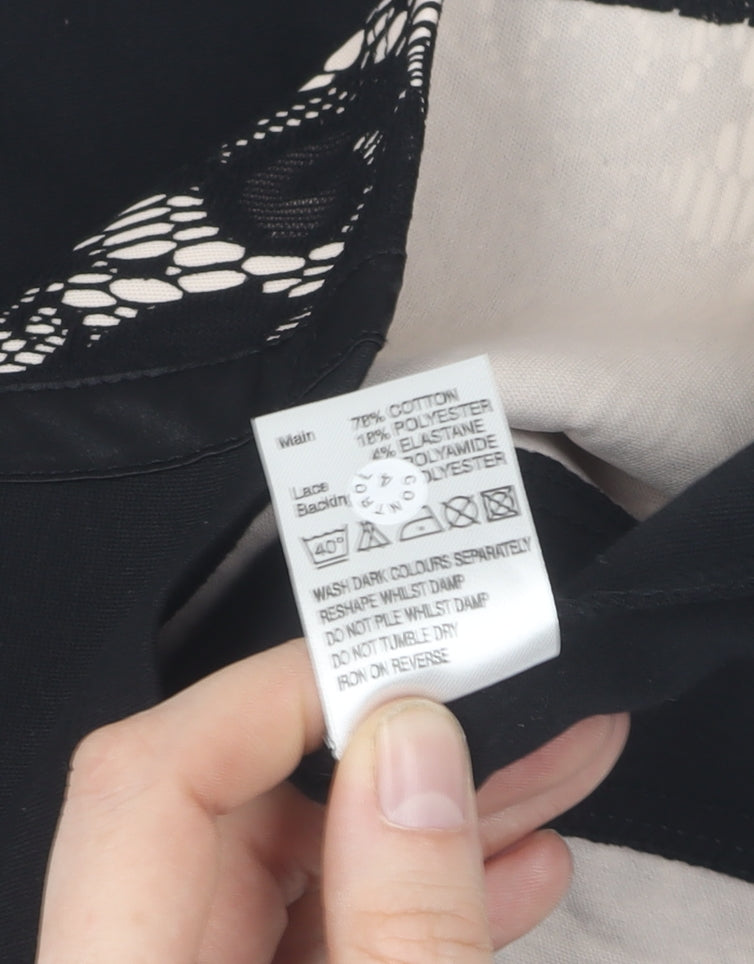 Main 78% COTTON
18% POLYESTER
4% ELASTANE
Lace POLYAMIDE
Backing POLYESTER
CONTROL 4
40°
WASH DARK COLOURS SEPARATELY
RESHAPE WHILST DAMP
DO NOT PILE WHILST DAMP
DO NOT TUMBLE DRY
IRON ON REVERSE